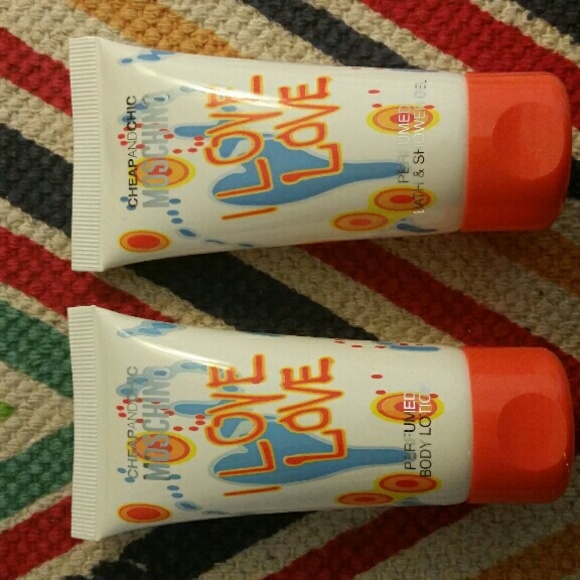 CHEAPANDCHIC
MOSCHINO
I LOVE
LOVE
PERFUMED
BATH & SHOWER GEL
CHEAPANDCHIC
MOSCHINO
I LOVE
LOVE
PERFUMED
BODY LOTION